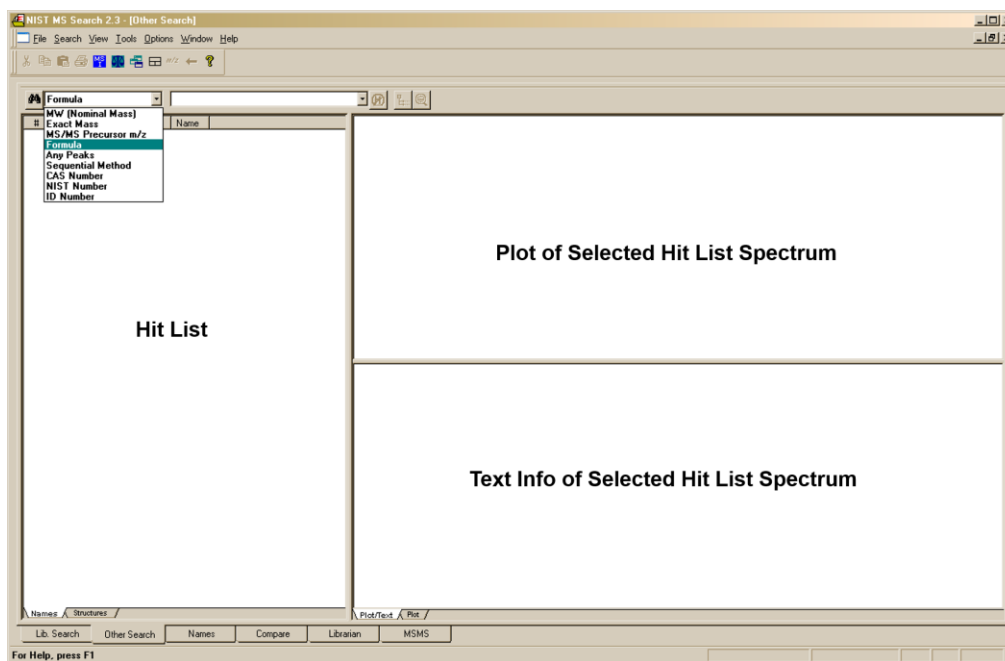 NIST MS Search 2.3 - [Other Search]
File Search View Tools Options Window Help
Formula
MW (Nominal Mass)
# Name
Exact Mass
MS/MS Precursor m/z
Formula
Any Peaks
Sequential Method
CAS Number
NIST Number
ID Number
Plot of Selected Hit List Spectrum
Hit List
Text Info of Selected Hit List Spectrum
Names Structures
Plot/Text Plot
Lib. Search Other Search Names Compare Librarian MSMS
For Help, press F1